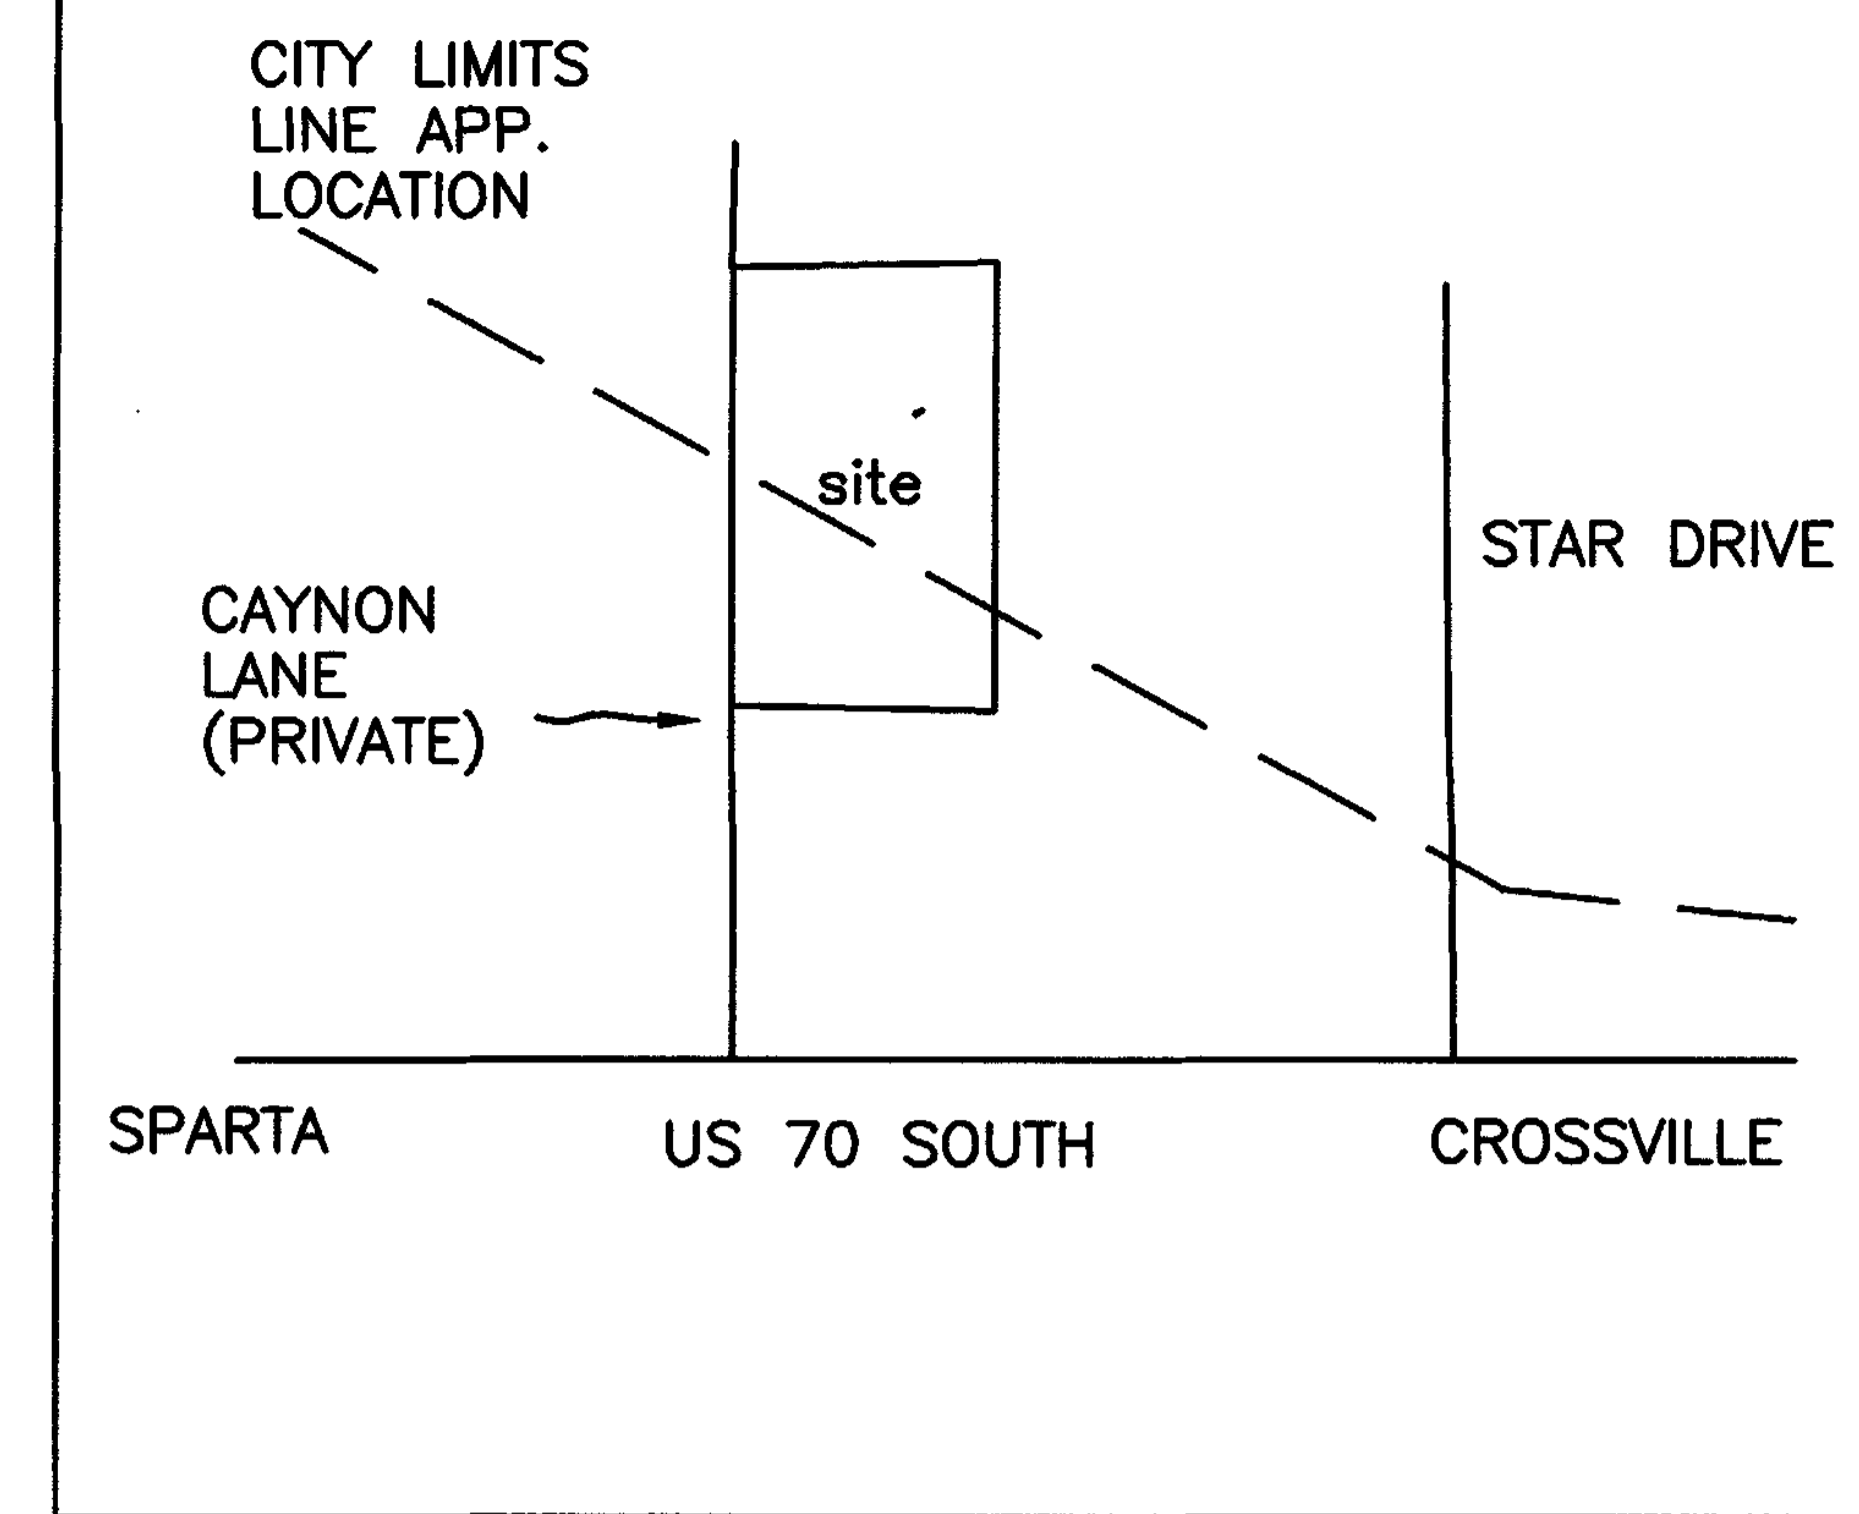 CITY LIMITS
LINE APP.
LOCATION
site
STAR DRIVE
CAYNON
LANE
(PRIVATE)
SPARTA
US 70 SOUTH
CROSSVILLE